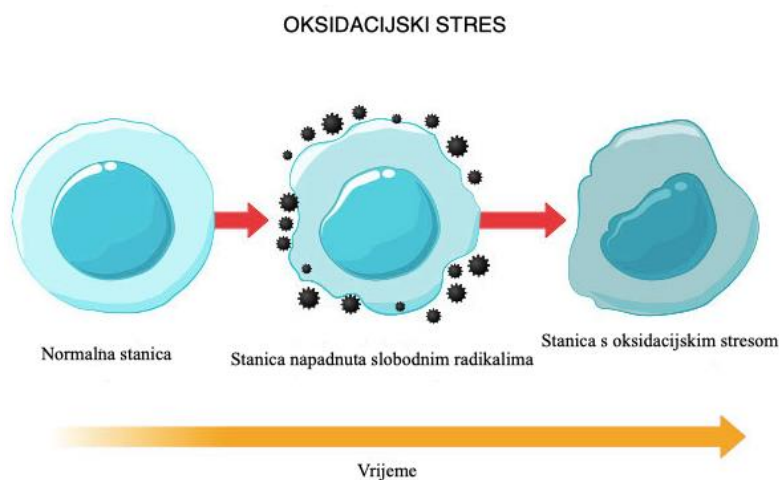 OKSIDACIJSKI STRES
Normalna stanica
Stanica napadnuta slobodnim radikalima
Stanica s oksidacijskim stresom
Vrijeme